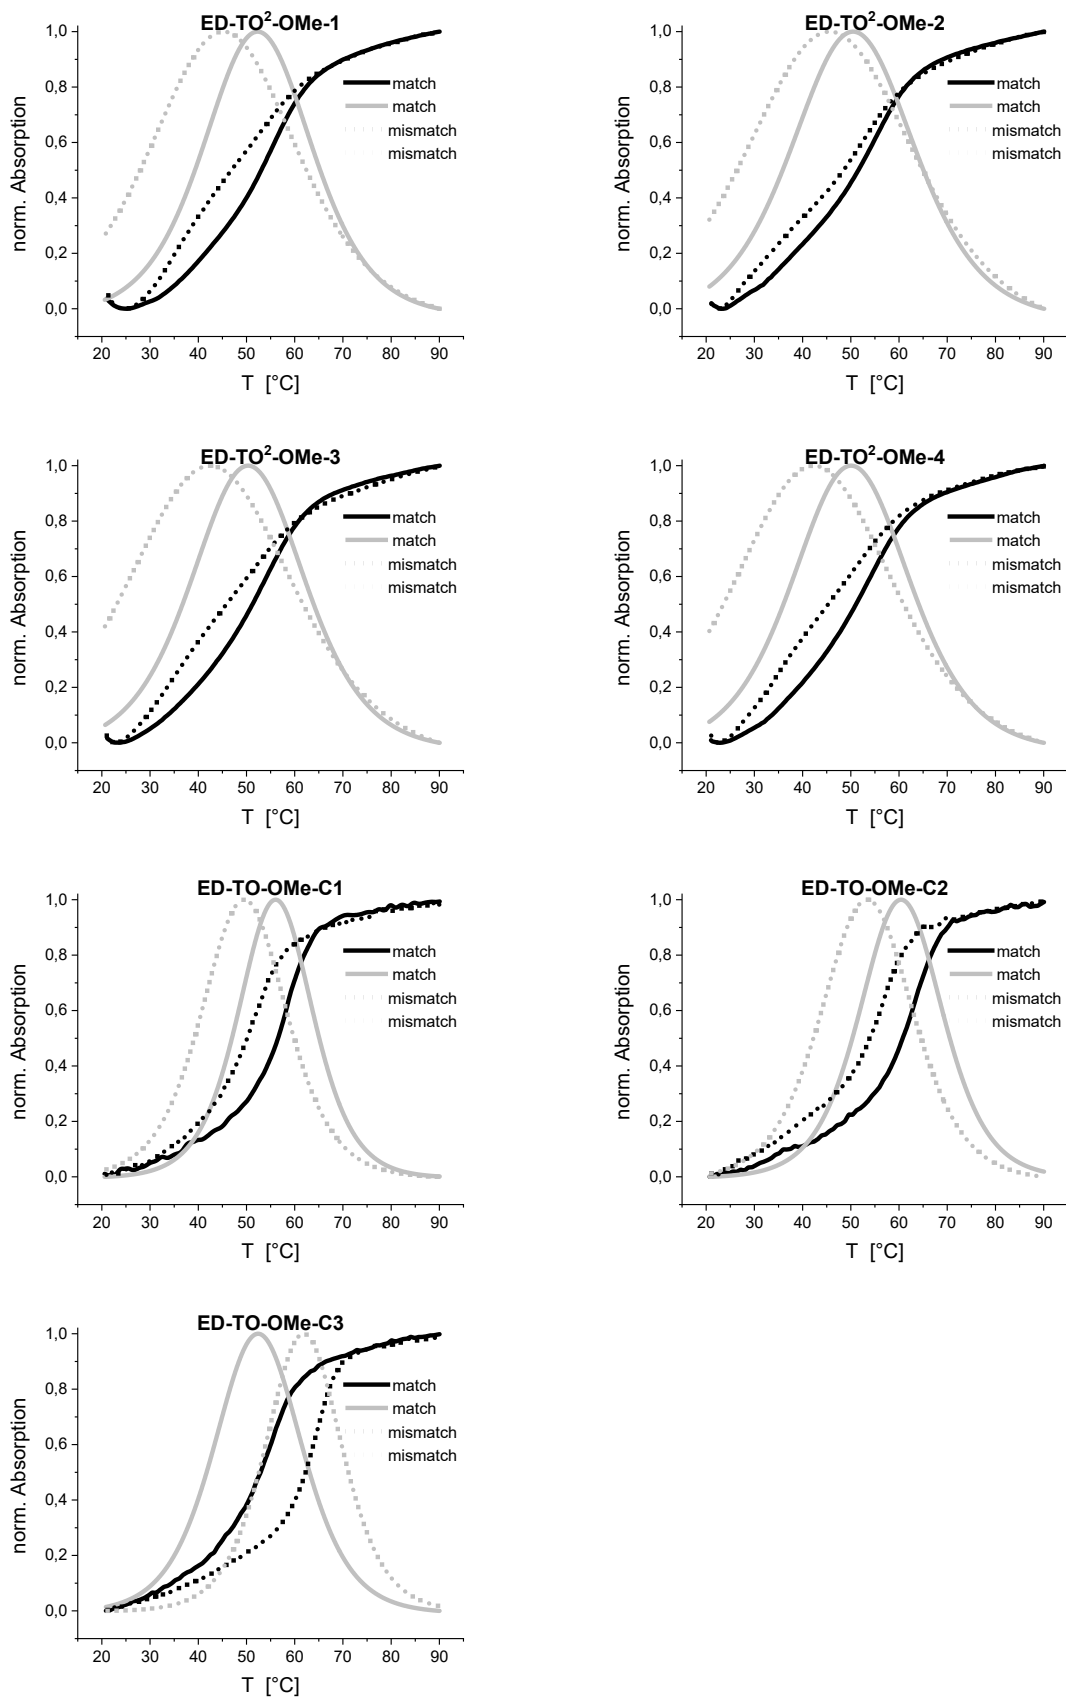 ED-TO²-OMe-1
1,0
0,8
0,6
0,4
0,2
0,0
norm. Absorption
match
match
mismatch
mismatch
20 30 40 50 60 70 80 90
T [°C]
ED-TO²-OMe-2
1,0
0,8
0,6
0,4
0,2
0,0
norm. Absorption
match
match
mismatch
mismatch
20 30 40 50 60 70 80 90
T [°C]
ED-TO²-OMe-3
1,0
0,8
0,6
0,4
0,2
0,0
norm. Absorption
match
match
mismatch
mismatch
20 30 40 50 60 70 80 90
T [°C]
ED-TO²-OMe-4
1,0
0,8
0,6
0,4
0,2
0,0
norm. Absorption
match
match
mismatch
mismatch
20 30 40 50 60 70 80 90
T [°C]
ED-TO-OMe-C1
1,0
0,8
0,6
0,4
0,2
0,0
norm. Absorption
match
match
mismatch
mismatch
20 30 40 50 60 70 80 90
T [°C]
ED-TO-OMe-C2
1,0
0,8
0,6
0,4
0,2
0,0
norm. Absorption
match
match
mismatch
mismatch
20 30 40 50 60 70 80 90
T [°C]
ED-TO-OMe-C3
1,0
0,8
0,6
0,4
0,2
0,0
norm. Absorption
match
match
mismatch
mismatch
20 30 40 50 60 70 80 90
T [°C]